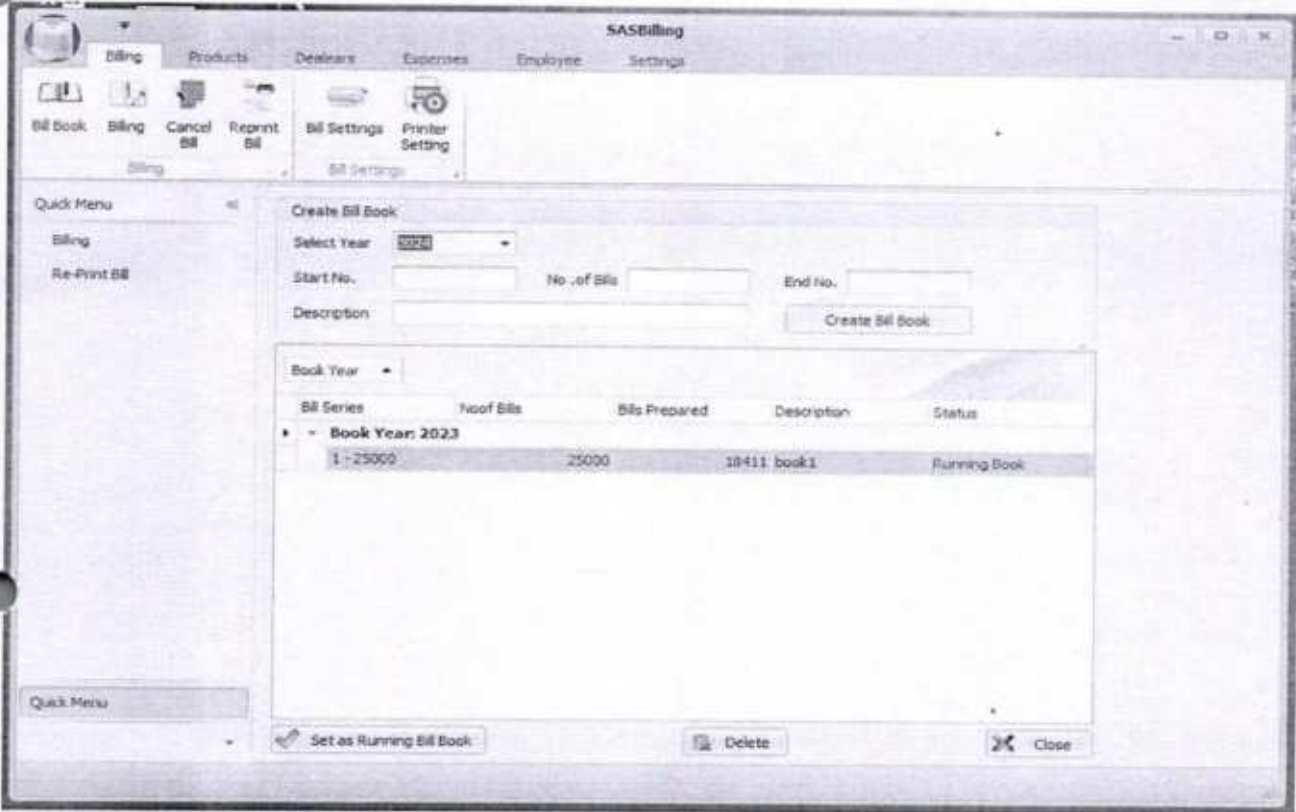 SASBilling
Billing Products Dealears Expenses Employee Settings
Bill Book Billing Cancel Bill Reprint Bill Bill Settings Printer Setting
Billing Bill Settings
Quick Menu
Billing
Re-Print Bill
Create Bill Book
Select Year 2024
Start No. No .of Bills End No.
Description Create Bill Book
Book Year
Bill Series Noof Bills Bills Prepared Description Status
Book Year: 2023
1 - 25000 25000 18411 book1 Running Book
Quick Menu
Set as Running Bill Book Delete Close